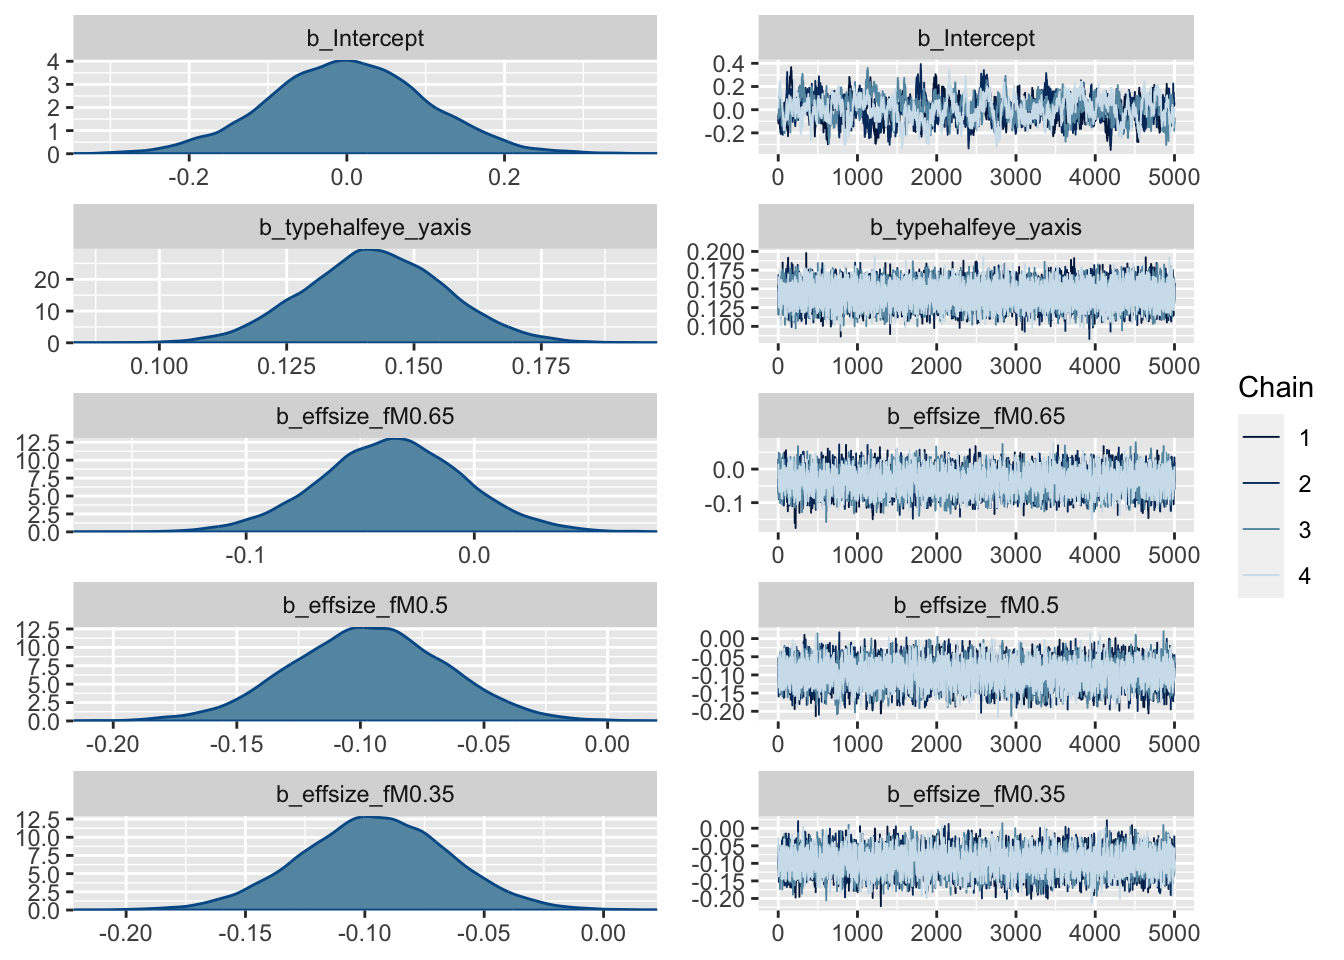 b_Intercept
4
3
2
1
0
-0.2 0.0 0.2
b_Intercept
0.4
0.2
0.0
-0.2
0 1000 2000 3000 4000 5000
b_typehalfeye_yaxis
20
10
0
0.100 0.125 0.150 0.175
b_typehalfeye_yaxis
0.200
0.175
0.150
0.125
0.100
0 1000 2000 3000 4000 5000
b_effsize_fM0.65
12.5
10.0
7.5
5.0
2.5
0.0
-0.1 0.0
b_effsize_fM0.65
0.0
-0.1
0 1000 2000 3000 4000 5000
b_effsize_fM0.5
12.5
10.0
7.5
5.0
2.5
0.0
-0.20 -0.15 -0.10 -0.05 0.00
b_effsize_fM0.5
0.00
-0.05
-0.10
-0.15
-0.20
0 1000 2000 3000 4000 5000
b_effsize_fM0.35
12.5
10.0
7.5
5.0
2.5
0.0
-0.20 -0.15 -0.10 -0.05 0.00
b_effsize_fM0.35
0.00
-0.05
-0.10
-0.15
-0.20
0 1000 2000 3000 4000 5000
Chain
1
2
3
4